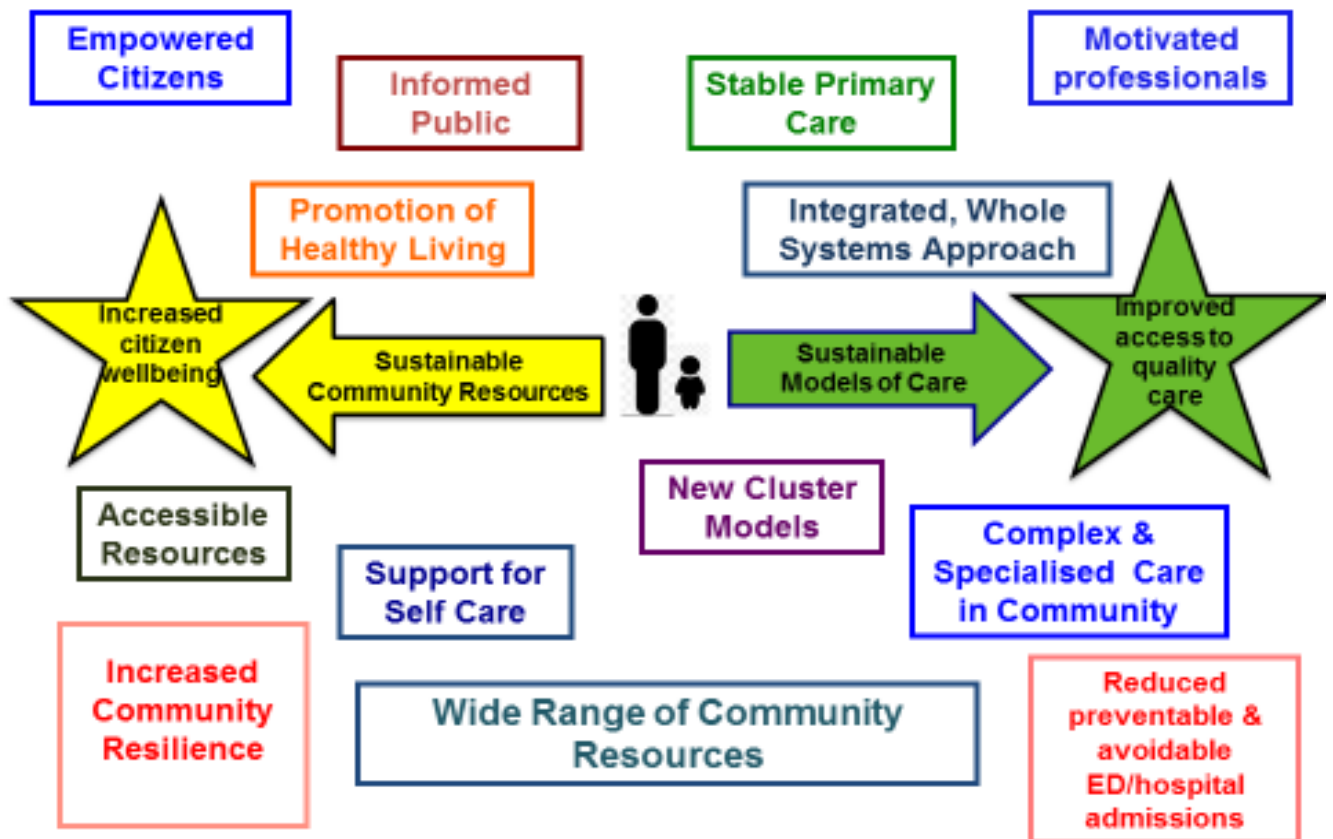 Empowered
Citizens
Informed
Public
Stable Primary
Care
Motivated
professionals
Promotion of
Healthy Living
Integrated, Whole
Systems Approach
Increased
citizen
wellbeing
Sustainable
Community Resources
Sustainable
Models of Care
Improved
access to
quality
care
Accessible
Resources
Support for
Self Care
New Cluster
Models
Complex &
Specialised Care
in Community
Increased
Community
Resilience
Wide Range of Community
Resources
Reduced
preventable &
avoidable
ED/hospital
admissions